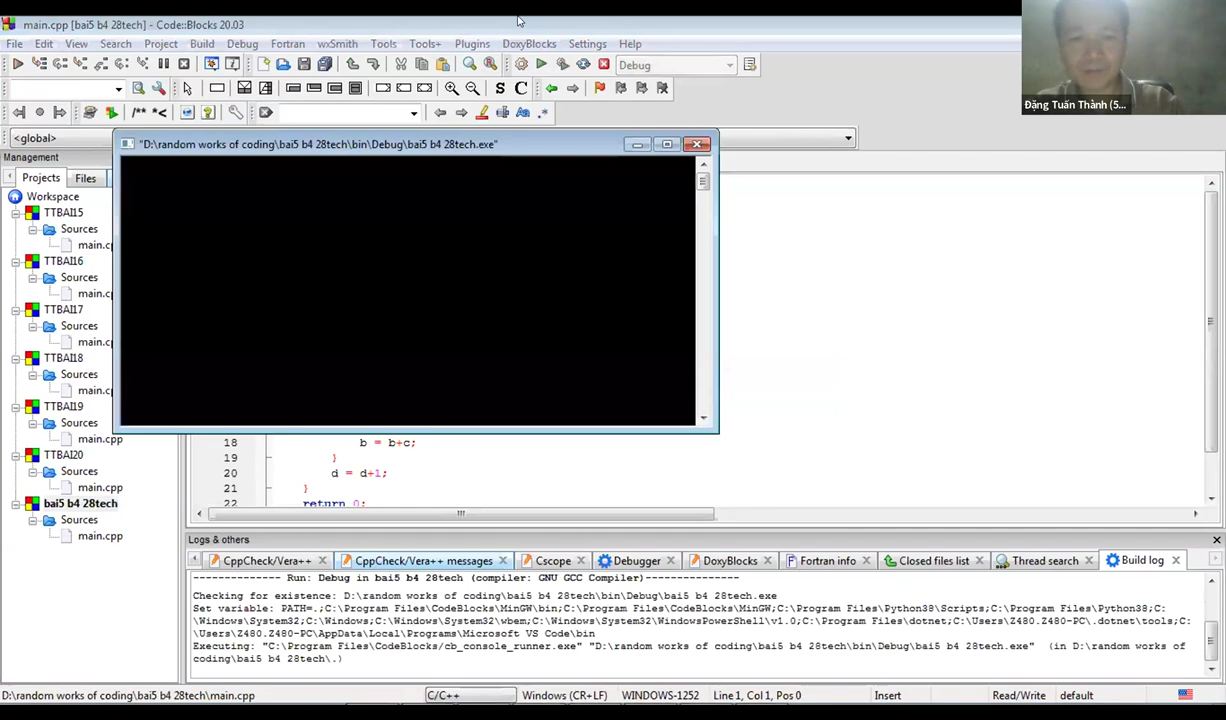 main.cpp [bai5 b4 28tech] - Code::Blocks 20.03
File Edit View Search Project Build Debug Fortran wxSmith Tools Tools+ Plugins DoxyBlocks Settings Help
Debug
Đặng Tuấn Thành (5...
<global>
"D:\random works of coding\bai5 b4 28tech\bin\Debug\bai5 b4 28tech.exe"
Management
Projects Files
Workspace
TTBAI15
Sources
main.c
TTBAI16
Sources
main.c
TTBAI17
Sources
main.c
TTBAI18
Sources
main.c
TTBAI19
Sources
main.cpp
TTBAI20
Sources
main.cpp
bai5 b4 28tech
Sources
main.cpp
18 b = b+c;
19 }
20 d = d+1;
21 }
22 return 0;
Logs & others
CppCheck/Vera++ CppCheck/Vera++ messages Cscope Debugger DoxyBlocks Fortran info Closed files list Thread search Build log
-------------- Run: Debug in bai5 b4 28tech (compiler: GNU GCC Compiler)---------------
Checking for existence: D:\random works of coding\bai5 b4 28tech\bin\Debug\bai5 b4 28tech.exe
Set variable: PATH=.;C:\Program Files\CodeBlocks\MinGW\bin;C:\Program Files\CodeBlocks\MinGW;C:\Program Files\Python38\Scripts;C:\Program Files\Python38;C:
\Windows\System32;C:\Windows;C:\Windows\System32\wbem;C:\Windows\System32\WindowsPowerShell\v1.0;C:\Program Files\dotnet;C:\Users\Z480.Z480-PC\.dotnet\tools;C:
\Users\Z480.Z480-PC\AppData\Local\Programs\Microsoft VS Code\bin
Executing: "C:\Program Files\CodeBlocks/cb_console_runner.exe" "D:\random works of coding\bai5 b4 28tech\bin\Debug\bai5 b4 28tech.exe" (in D:\random works of
coding\bai5 b4 28tech\.)
D:\random works of coding\bai5 b4 28tech\main.cpp C/C++ Windows (CR+LF) WINDOWS-1252 Line 1, Col 1, Pos 0 Insert Read/Write default